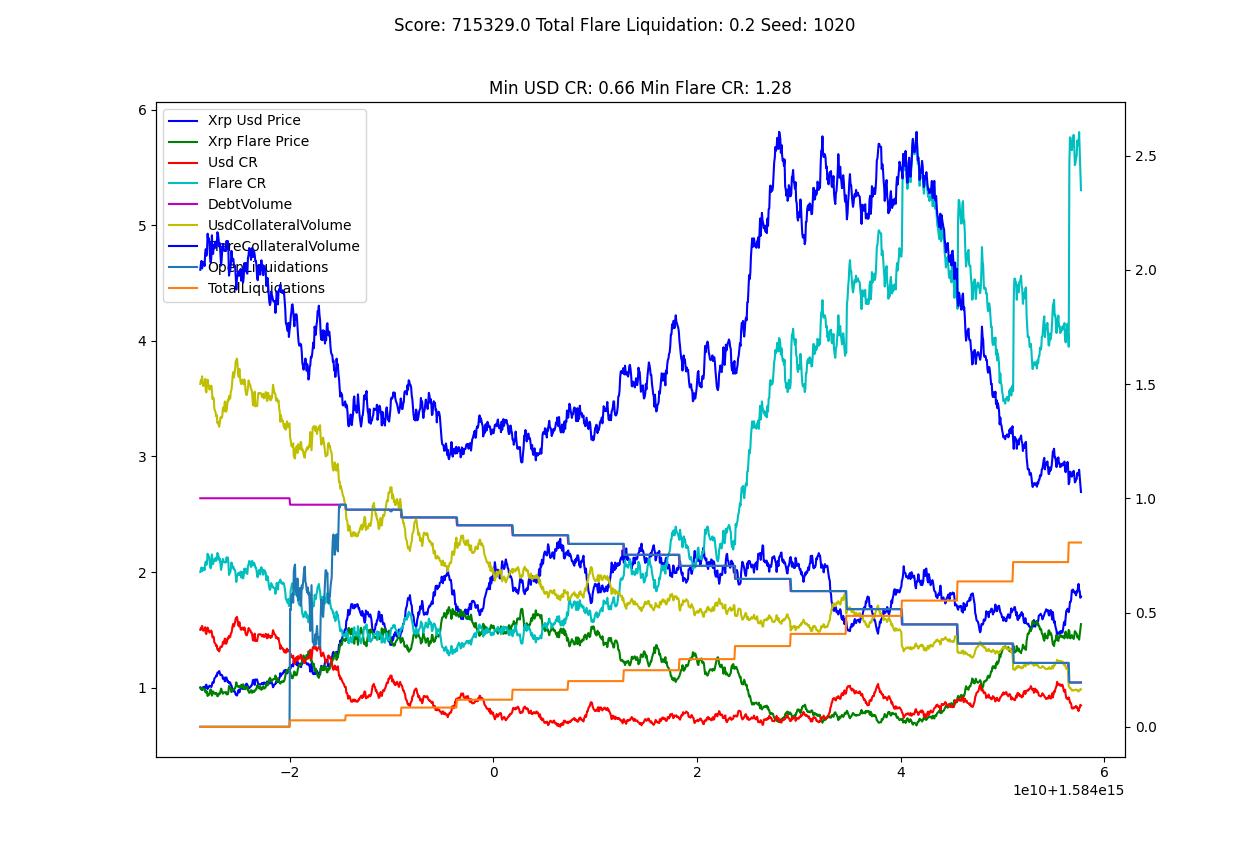 Score: 715329.0 Total Flare Liquidation: 0.2 Seed: 1020
Min USD CR: 0.66 Min Flare CR: 1.28
Xrp Usd Price
Xrp Flare Price
Usd CR
Flare CR
DebtVolume
UsdCollateralVolume
FlareCollateralVolume
OpenLiquidations
TotalLiquidations
6
5
4
3
2
1
2.5
2.0
1.5
1.0
0.5
0.0
−2
0
2
4
6
1e10+1.584e15